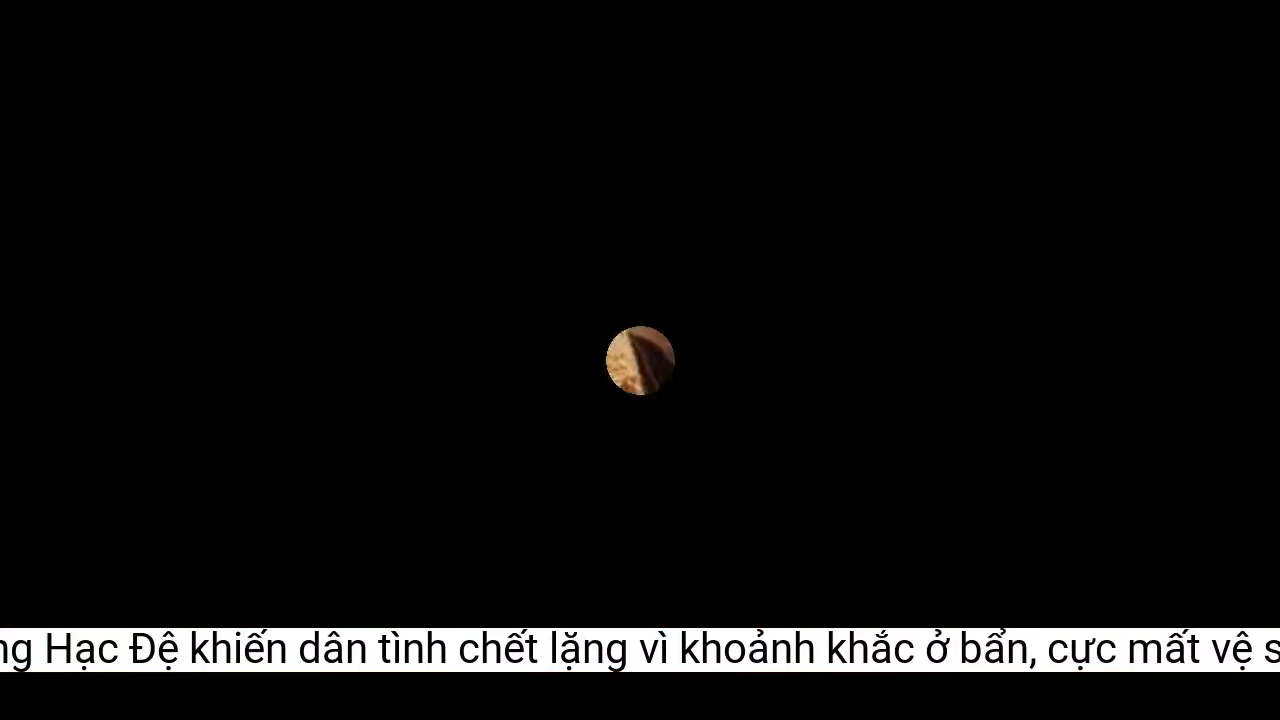 ng Hạc Đệ khiến dân tình chết lặng vì khoảnh khắc ở bẩn, cực mất vệ s